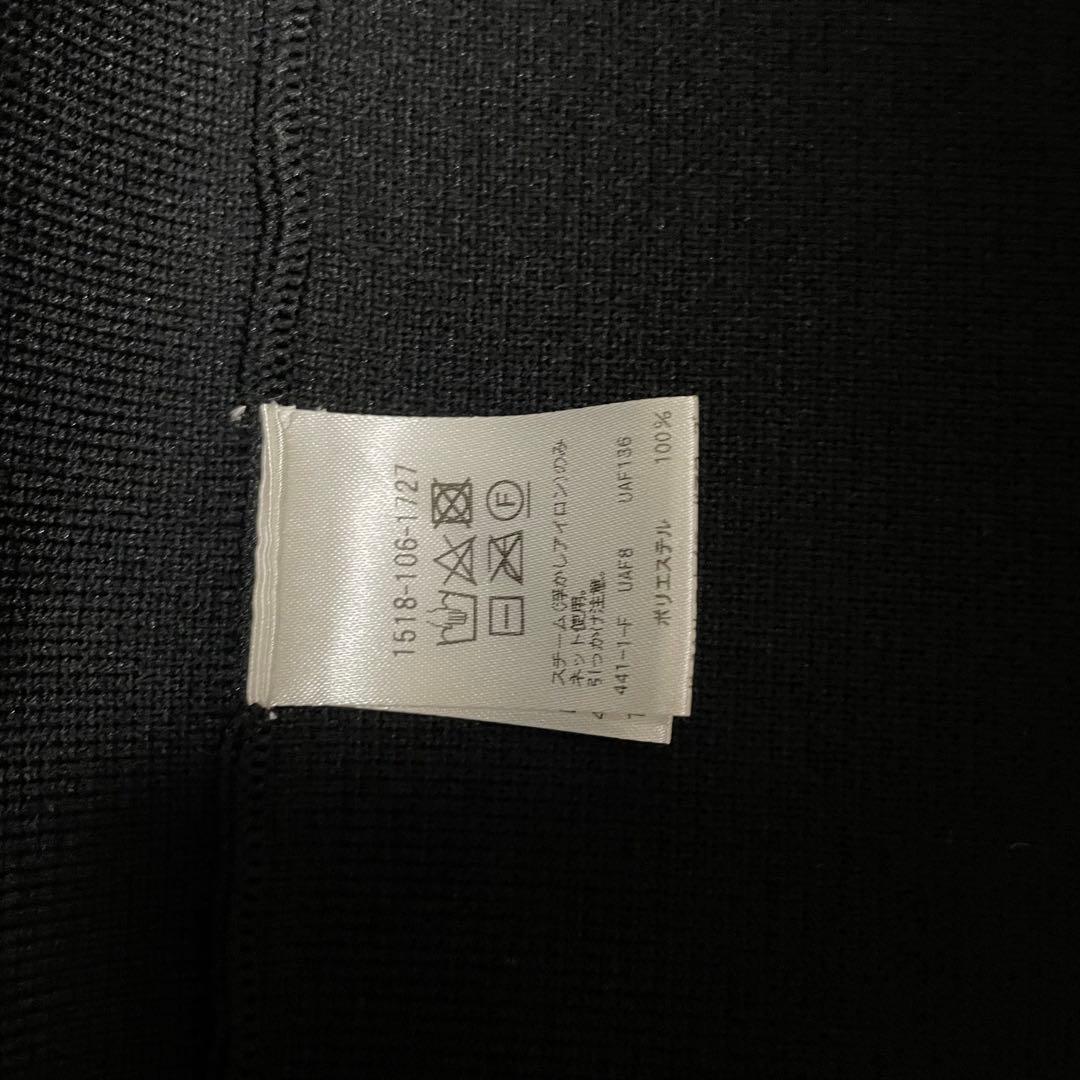 1518-106-1727
F
スチーム(浮かしアイロン)のみ
ネット使用。
引っかけ注意。
441-1-F UAF8 UAF136
ポリエステル 100%